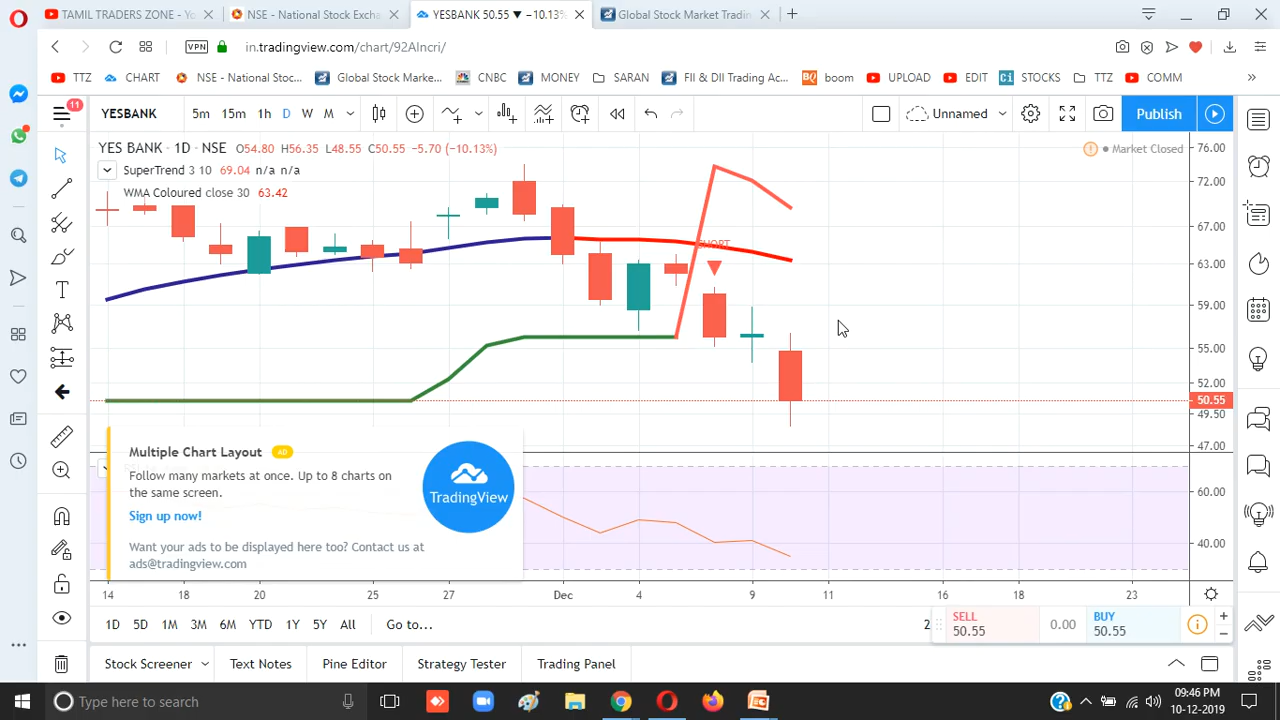 TAMIL TRADERS ZONE - Yo
NSE - National Stock Excha
YESBANK 50.55 ▼ −10.13%
Global Stock Market Tradin
VPN
in.tradingview.com/chart/92AIncri/
TTZ
CHART
NSE - National Stoc...
Global Stock Marke...
CNBC
MONEY
SARAN
FII & DII Trading Ac...
BQ
boom
UPLOAD
EDIT
Ci
STOCKS
TTZ
COMM
11
YESBANK
5m 15m 1h D W M
Unnamed
Publish
YES BANK · 1D · NSE O54.80 H56.35 L48.55 C50.55 −5.70 (−10.13%)
Market Closed
SuperTrend 3 10 69.04 n/a n/a
WMA Coloured close 30 63.42
SHORT
76.00
72.00
67.00
63.00
59.00
55.00
52.00
50.55
49.50
47.00
60.00
40.00
Multiple Chart Layout AD
Follow many markets at once. Up to 8 charts on
the same screen.
Sign up now!
Want your ads to be displayed here too? Contact us at
ads@tradingview.com
TradingView
14 18 20 25 27 Dec 4 9 11 16 18 23
1D 5D 1M 3M 6M YTD 1Y 5Y All Go to...
2
SELL
50.55
0.00
BUY
50.55
Stock Screener
Text Notes
Pine Editor
Strategy Tester
Trading Panel
Type here to search
09:46 PM
10-12-2019